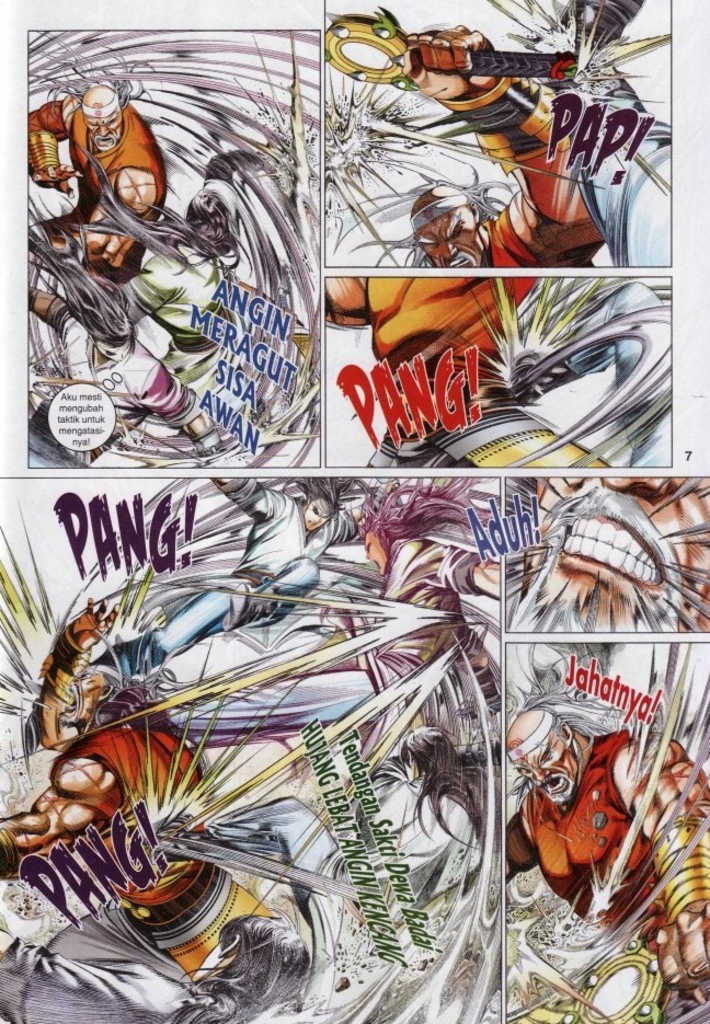 ANGIN
MERAGUT
SISA
AWAN
Aku mesti
mengubah
taktik untuk
mengatasi-
nya!
PAP!
PANG!
7
PANG!
Aduh!
Tendangan Sakti Dewa Badai
HUJAN LEBAT ANGIN KENCANG
PANG!
Jahatnya!